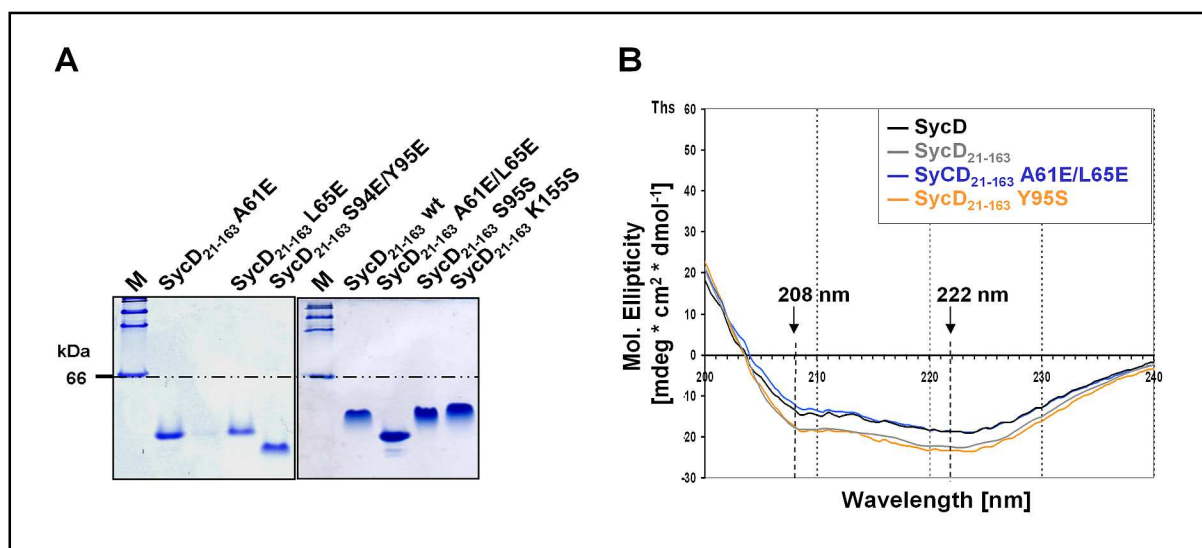 A
B
M
SycD21-163 A61E
SycD21-163 L65E
SycD21-163 S94E/Y95E
M
SycD21-163 wt
SycD21-163 A61E/L65E
SycD21-163 S95S
SycD21-163 K155S
kDa
66
Ths
60
50
40
30
20
10
0
-10
-20
-30
Mol. Ellipticity
[mdeg * cm2 * dmol-1]
SycD
SycD21-163
SyCD21-163 A61E/L65E
SycD21-163 Y95S
208 nm
222 nm
200
210
220
230
240
Wavelength [nm]